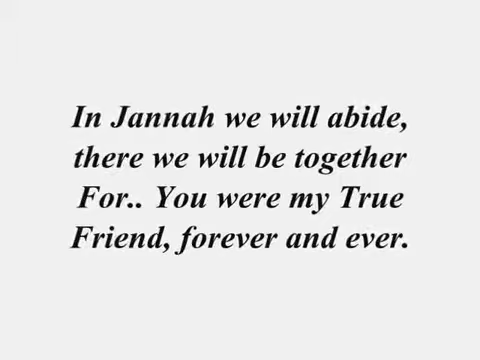 In Jannah we will abide,
there we will be together
For.. You were my True
Friend, forever and ever.